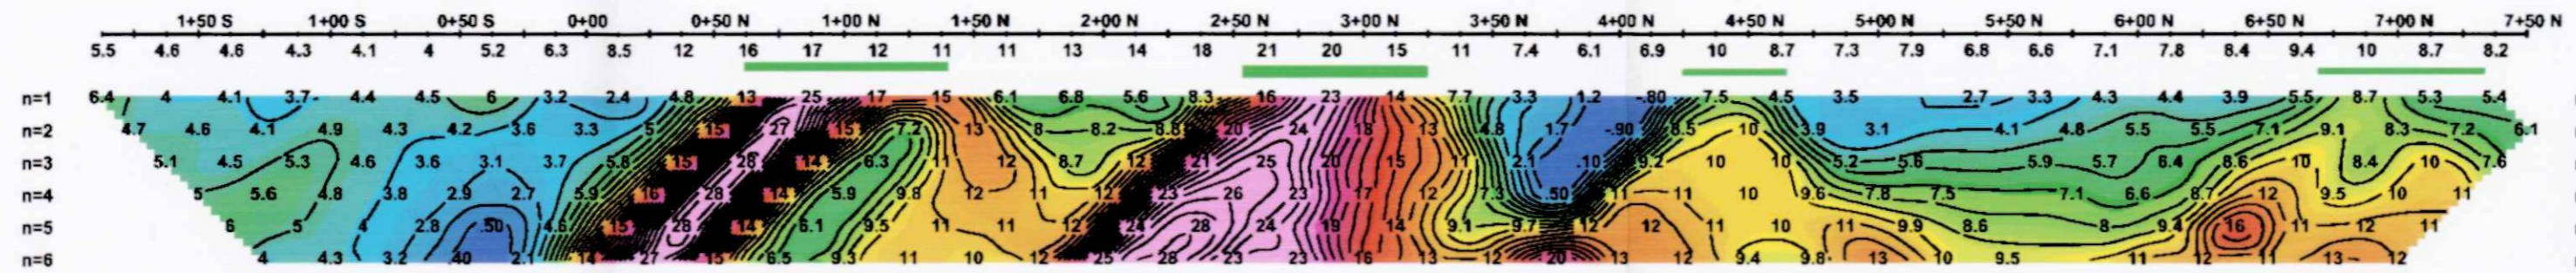 1+50 S 1+00 S 0+50 S 0+00 0+50 N 1+00 N 1+50 N 2+00 N 2+50 N 3+00 N 3+50 N 4+00 N 4+50 N 5+00 N 5+50 N 6+00 N 6+50 N 7+00 N 7+50 N
5.5 4.6 4.6 4.3 4.1 4 5.2 6.3 8.5 12 16 17 12 11 11 13 14 18 21 20 15 11 7.4 6.1 6.9 10 8.7 7.3 7.9 6.8 6.6 7.1 7.8 8.4 9.4 10 8.7 8.2
n=1 6.4 4 4.1 3.7 4.4 4.5 6 3.2 2.4 4.8 13 25 17 15 6.1 6.8 5.6 8.3 16 23 14 7.7 3.3 1.2 -.80 7.5 4.5 3.5 2.7 3.3 4.3 4.4 3.9 5.5 8.7 5.3 5.4
n=2 4.7 4.6 4.1 4.9 4.3 4.2 3.6 3.3 5 15 27 15 7.2 13 8 8.2 8.8 20 24 18 13 4.8 1.7 -.90 8.5 10 3.9 3.1 4.1 4.8 5.5 5.5 7.1 9.1 8.3 7.2 6.1
n=3 5.1 4.5 5.3 4.6 3.6 3.1 3.7 5.8 15 28 14 6.3 11 12 8.7 12 21 25 20 15 11 2.1 .10 9.2 10 10 5.2 5.6 5.9 5.7 6.4 8.6 10 8.4 10 7.6
n=4 5 5.6 4.8 3.8 2.9 2.7 5.9 16 28 14 5.9 9.8 12 11 12 23 26 23 17 12 7.3 .50 11 11 10 9.6 7.8 7.5 7.1 6.6 8.7 12 9.5 10 11
n=5 6 5 4 2.8 .50 4.6 15 28 14 6.1 9.5 11 11 12 24 28 24 19 14 9.1 9.7 12 12 11 10 11 9.9 8.6 8 9.4 16 11 12 11
n=6 4 4.3 3.2 .40 2.1 14 27 15 6.5 9.3 11 10 12 25 28 23 23 16 13 12 20 13 12 9.4 9.8 13 10 9.5 11 12 11 13 12